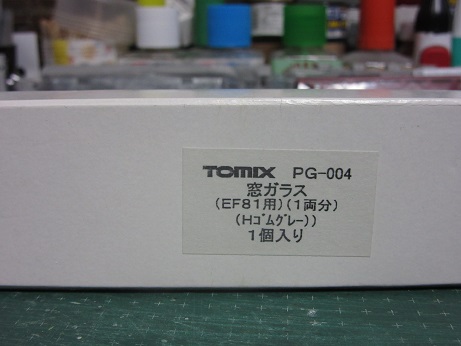 TOMIX PG-004
窓ガラス
(EF81用)(1両分)
(Hゴムグレー))
1個入り